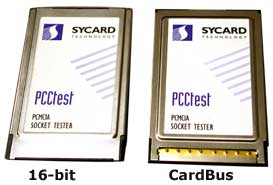 SYCARD
TECHNOLOGY
PCCtest
PCMCIA
SOCKET TESTER
16-bit
SYCARD
TECHNOLOGY
PCCtest
PCMCIA
SOCKET TESTER
CardBus